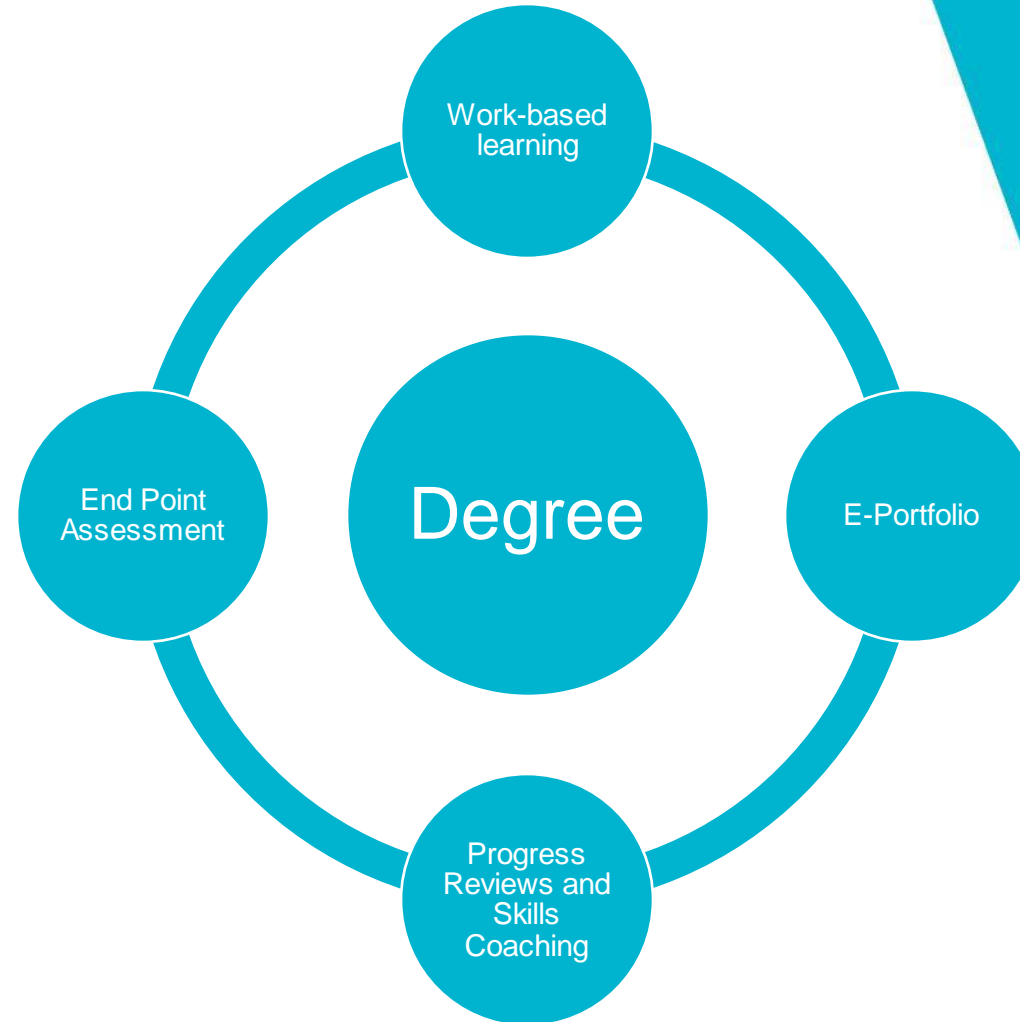 Work-based
learning
End Point
Assessment
Degree
E-Portfolio
Progress
Reviews and
Skills
Coaching